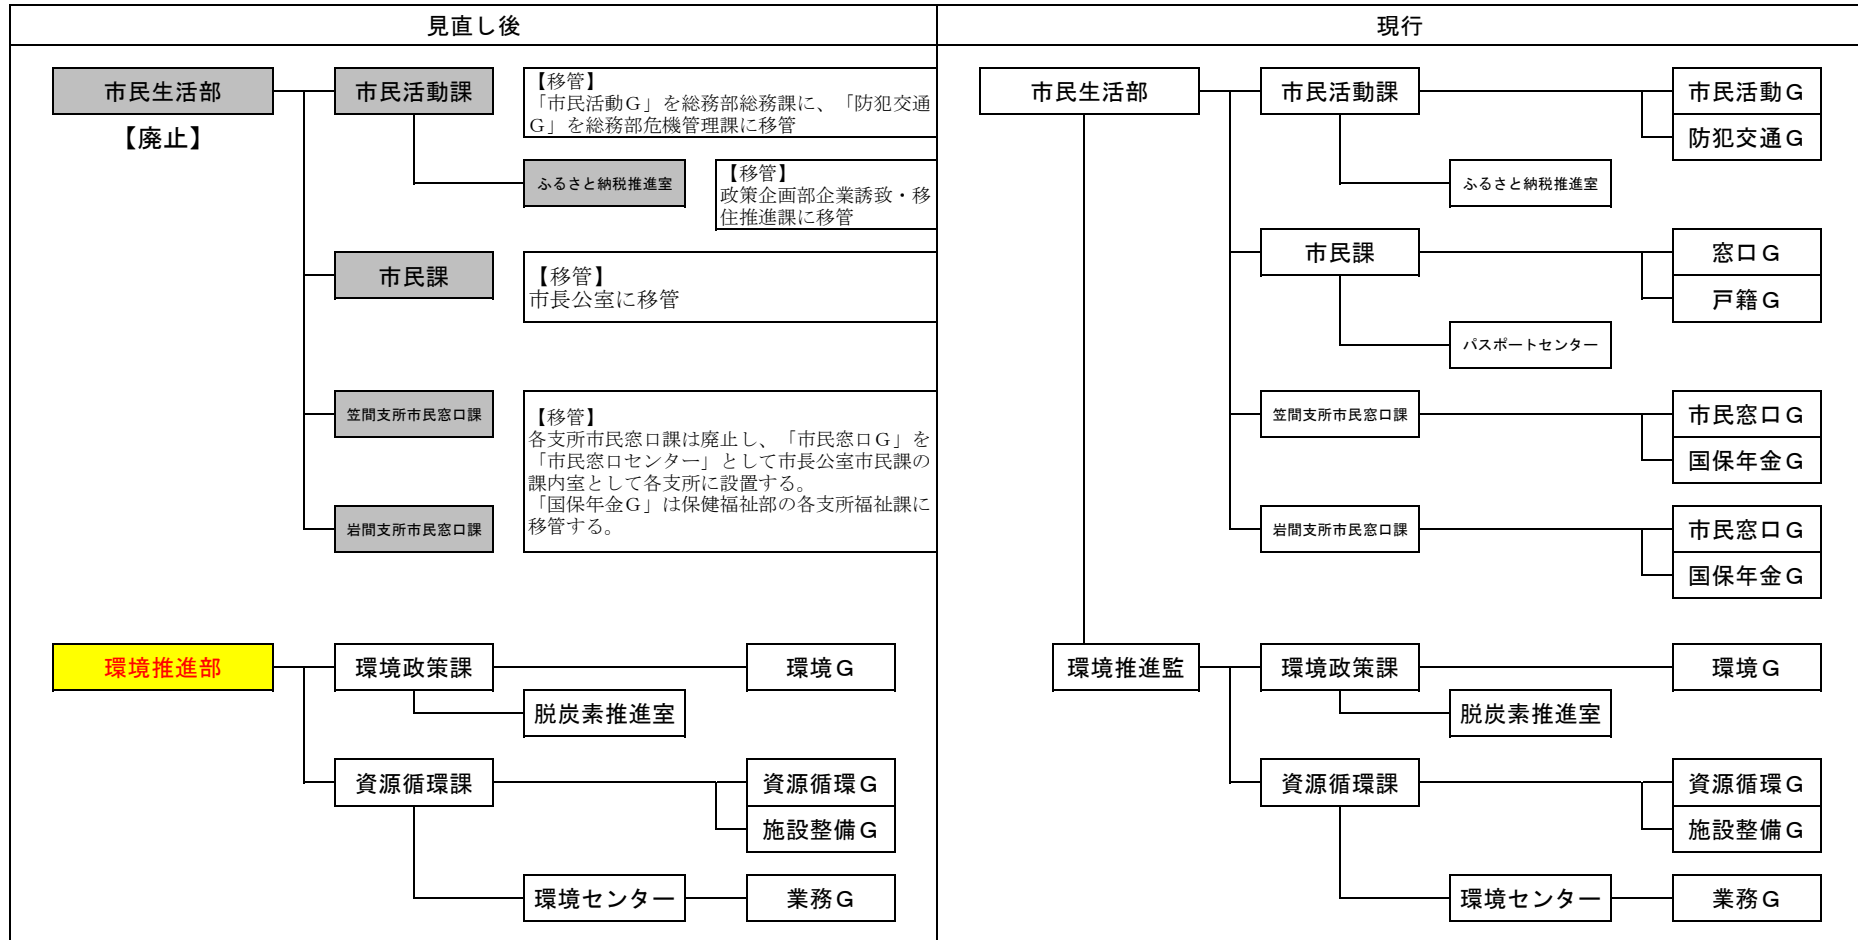 見直し後
市民生活部
【廃止】
市民活動課
【移管】
「市民活動Ｇ」を総務部総務課に、「防犯交通
Ｇ」を総務部危機管理課に移管
ふるさと納税推進室
【移管】
政策企画部企業誘致・移
住推進課に移管
市民課
【移管】
市長公室に移管
笠間支所市民窓口課
岩間支所市民窓口課
【移管】
各支所市民窓口課は廃止し、「市民窓口Ｇ」を
「市民窓口センター」として市長公室市民課の
課内室として各支所に設置する。
「国保年金Ｇ」は保健福祉部の各支所福祉課に
移管する。
環境推進部
環境政策課
環境Ｇ
脱炭素推進室
資源循環課
資源循環Ｇ
施設整備Ｇ
環境センター
業務Ｇ
現行
市民生活部
市民活動課
市民活動Ｇ
防犯交通Ｇ
ふるさと納税推進室
市民課
窓口Ｇ
戸籍Ｇ
パスポートセンター
笠間支所市民窓口課
市民窓口Ｇ
国保年金Ｇ
岩間支所市民窓口課
市民窓口Ｇ
国保年金Ｇ
環境推進監
環境政策課
環境Ｇ
脱炭素推進室
資源循環課
資源循環Ｇ
施設整備Ｇ
環境センター
業務Ｇ